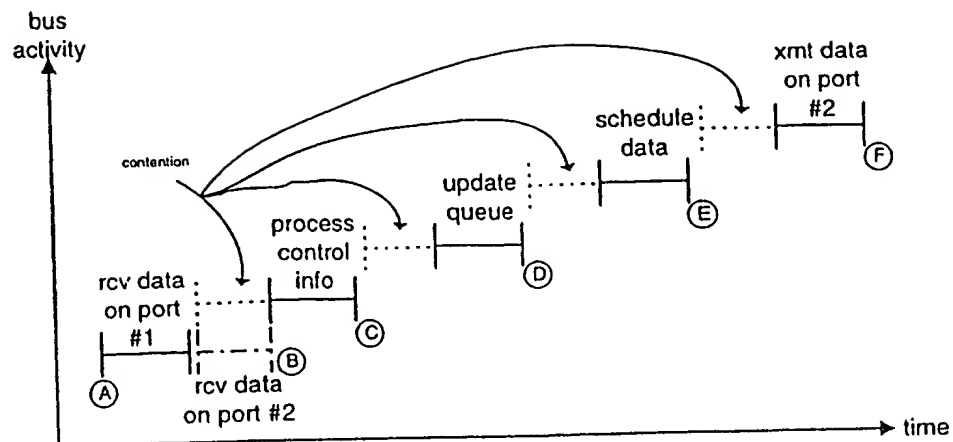 bus
activity
xmt data
on port
#2
F
schedule
data
E
contention
update
queue
D
process
control
info
C
rcv data
on port
#1
A
B
rcv data
on port #2
time